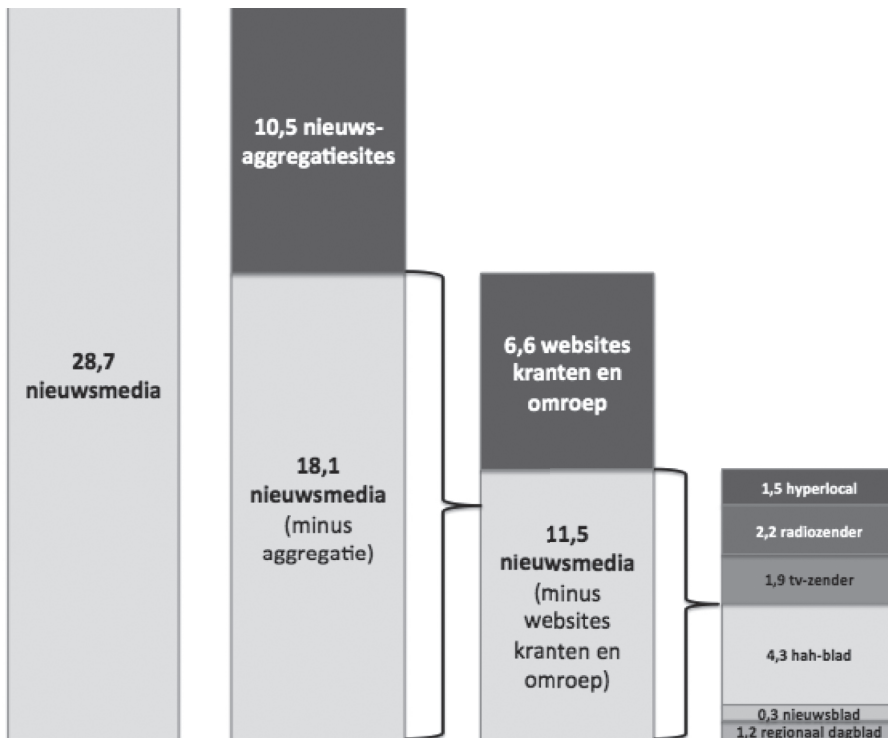 28,7
nieuwsmedia
10,5 nieuws-
aggregatiesites
18,1
nieuwsmedia
(minus
aggregatie)
6,6 websites
kranten en
omroep
11,5
nieuwsmedia
(minus
websites
kranten en
omroep)
1,5 hyperlocal
2,2 radiozender
1,9 tv-zender
4,3 hah-blad
0,3 nieuwsblad
1,2 regionaal dagblad